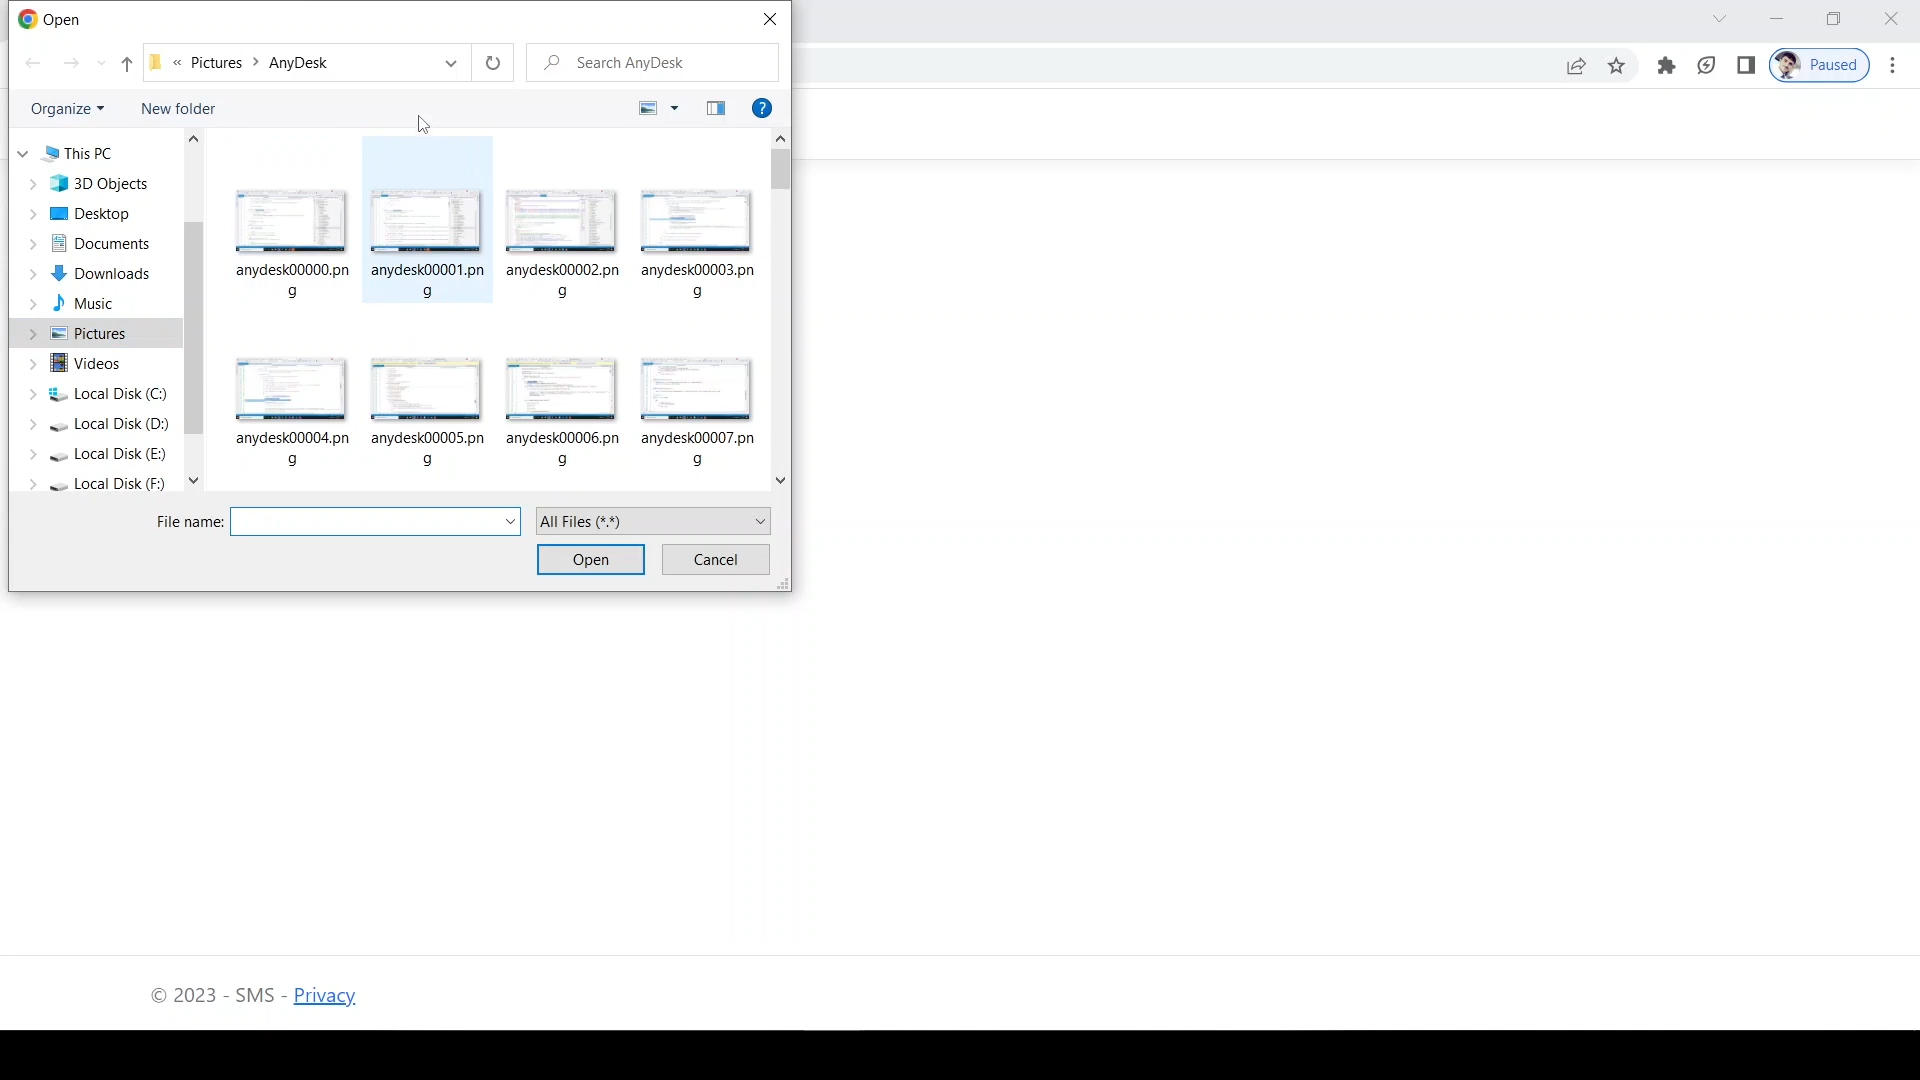 Open
« Pictures > AnyDesk
Search AnyDesk
Paused
Organize
New folder
?
This PC
3D Objects
Desktop
Documents
Downloads
Music
Pictures
Videos
Local Disk (C:)
Local Disk (D:)
Local Disk (E:)
Local Disk (F:)
anydesk00000.pn
g
anydesk00001.pn
g
anydesk00002.pn
g
anydesk00003.pn
g
anydesk00004.pn
g
anydesk00005.pn
g
anydesk00006.pn
g
anydesk00007.pn
g
File name:
All Files (*.*)
Open
Cancel
© 2023 - SMS - Privacy